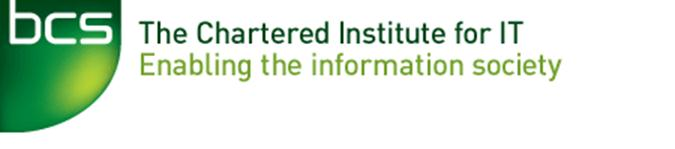 bcs
The Chartered Institute for IT
Enabling the information society